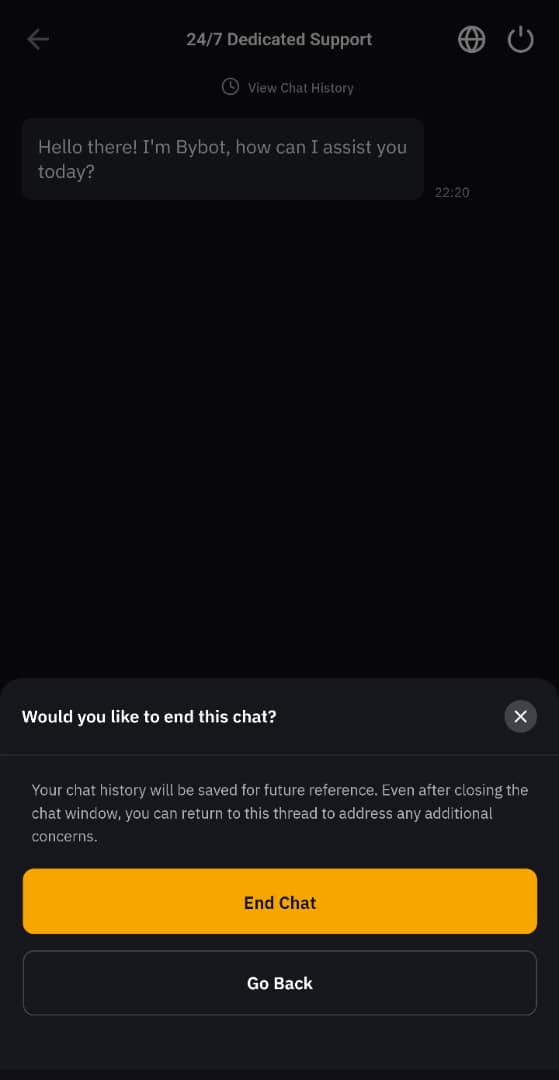 24/7 Dedicated Support
View Chat History
Hello there! I'm Bybot, how can I assist you
today?
22:20
Would you like to end this chat?
Your chat history will be saved for future reference. Even after closing the
chat window, you can return to this thread to address any additional
concerns.
End Chat
Go Back